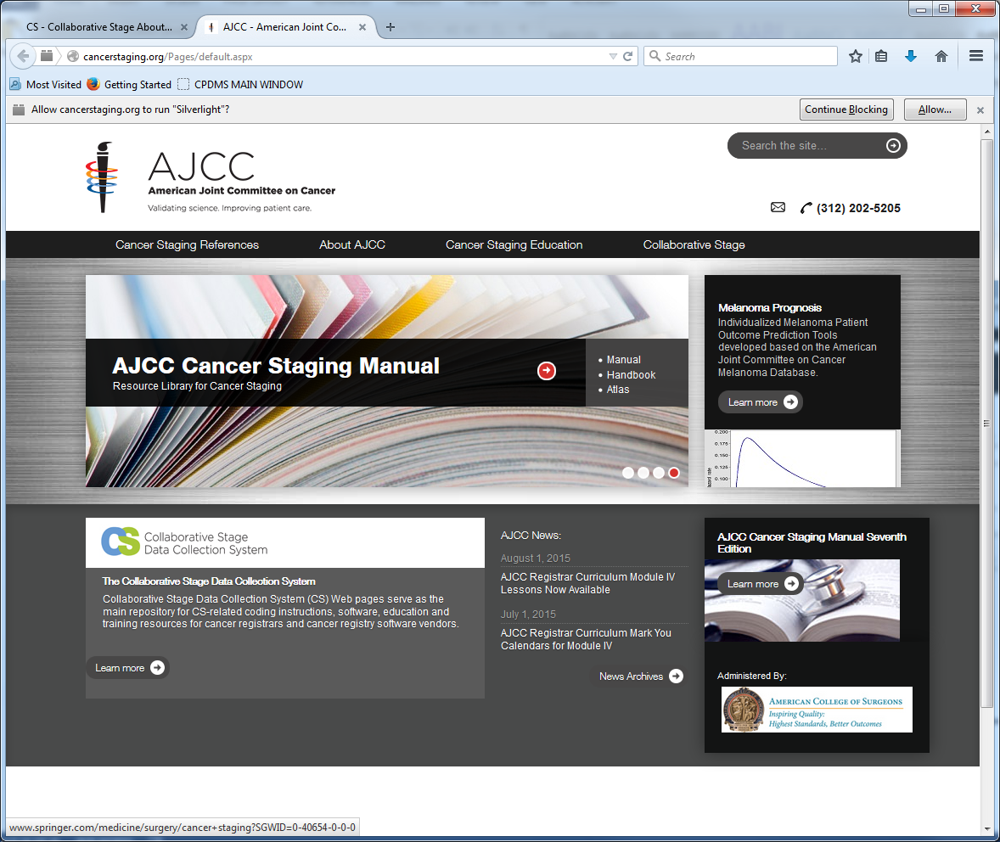 CS - Collaborative Stage About...
AJCC - American Joint Co...
cancerstaging.org/Pages/default.aspx
Search
Most Visited
Getting Started
CPDMS MAIN WINDOW
Allow cancerstaging.org to run "Silverlight"?
Continue Blocking
Allow...
AJCC
American Joint Committee on Cancer
Validating science. Improving patient care.
Search the site...
(312) 202-5205
Cancer Staging References
About AJCC
Cancer Staging Education
Collaborative Stage
AJCC Cancer Staging Manual
Resource Library for Cancer Staging
• Manual
• Handbook
• Atlas
Melanoma Prognosis
Individualized Melanoma Patient
Outcome Prediction Tools
developed based on the American
Joint Committee on Cancer
Melanoma Database.
Learn more
0.200
0.175
0.150
0.125
0.100
CS Collaborative Stage
Data Collection System
The Collaborative Stage Data Collection System
Collaborative Stage Data Collection System (CS) Web pages serve as the
main repository for CS-related coding instructions, software, education and
training resources for cancer registrars and cancer registry software vendors.
Learn more
AJCC News:
August 1, 2015
AJCC Registrar Curriculum Module IV
Lessons Now Available
July 1, 2015
AJCC Registrar Curriculum Mark You
Calendars for Module IV
News Archives
AJCC Cancer Staging Manual Seventh
Edition
Learn more
Administered By:
AMERICAN COLLEGE OF SURGEONS
Inspiring Quality:
Highest Standards, Better Outcomes
www.springer.com/medicine/surgery/cancer+staging?SGWID=0-40654-0-0-0